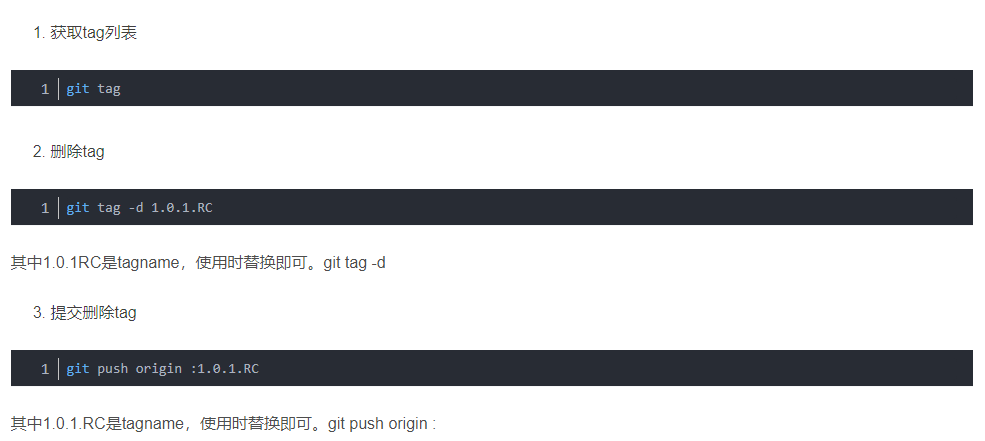 1. 获取tag列表
1 git tag
2. 删除tag
1 git tag -d 1.0.1.RC
其中1.0.1RC是tagname，使用时替换即可。git tag -d
3. 提交删除tag
1 git push origin :1.0.1.RC
其中1.0.1.RC是tagname，使用时替换即可。git push origin :